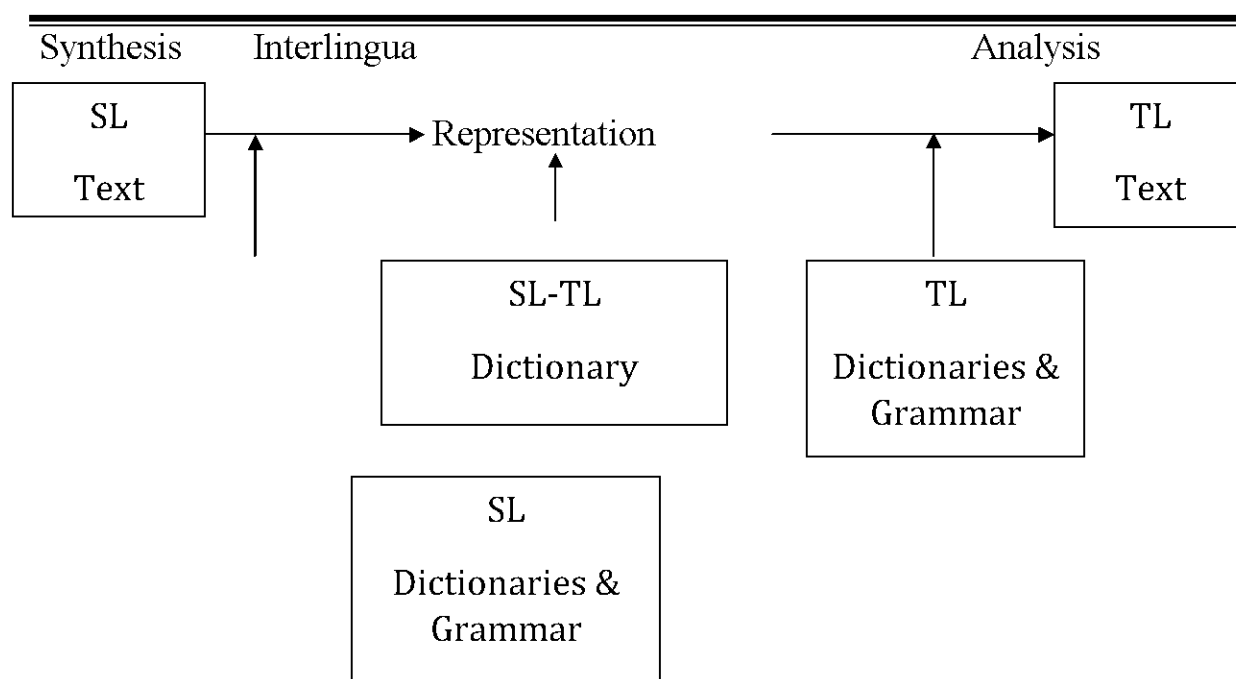 Synthesis Interlingua Analysis
SL
Text
Representation
TL
Text
SL-TL
Dictionary
TL
Dictionaries &
Grammar
SL
Dictionaries &
Grammar